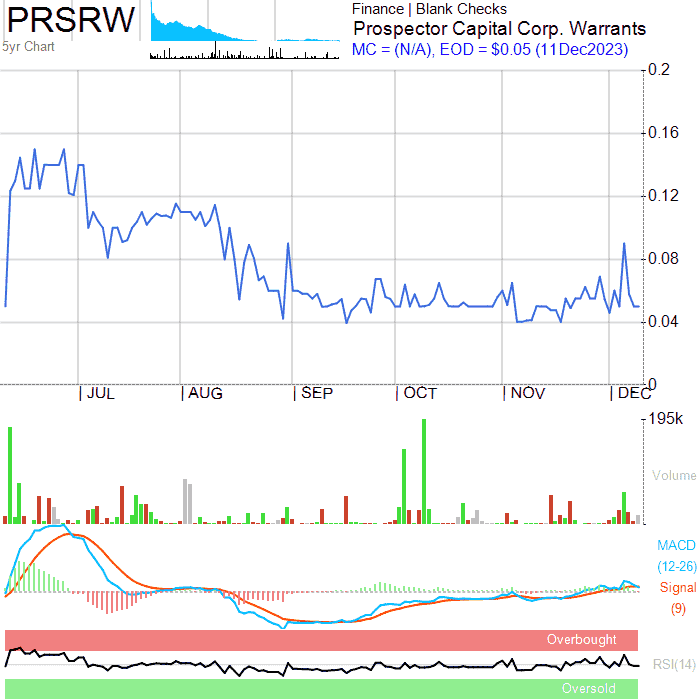 PRSRW
5yr Chart
Finance | Blank Checks
Prospector Capital Corp. Warrants
MC = (N/A), EOD = $0.05 (11Dec2023)
0.2
0.16
0.12
0.08
0.04
0
| JUL | AUG | SEP | OCT | NOV | DEC
195k
Volume
MACD
(12-26)
Signal
(9)
Overbought
RSI(14)
Oversold